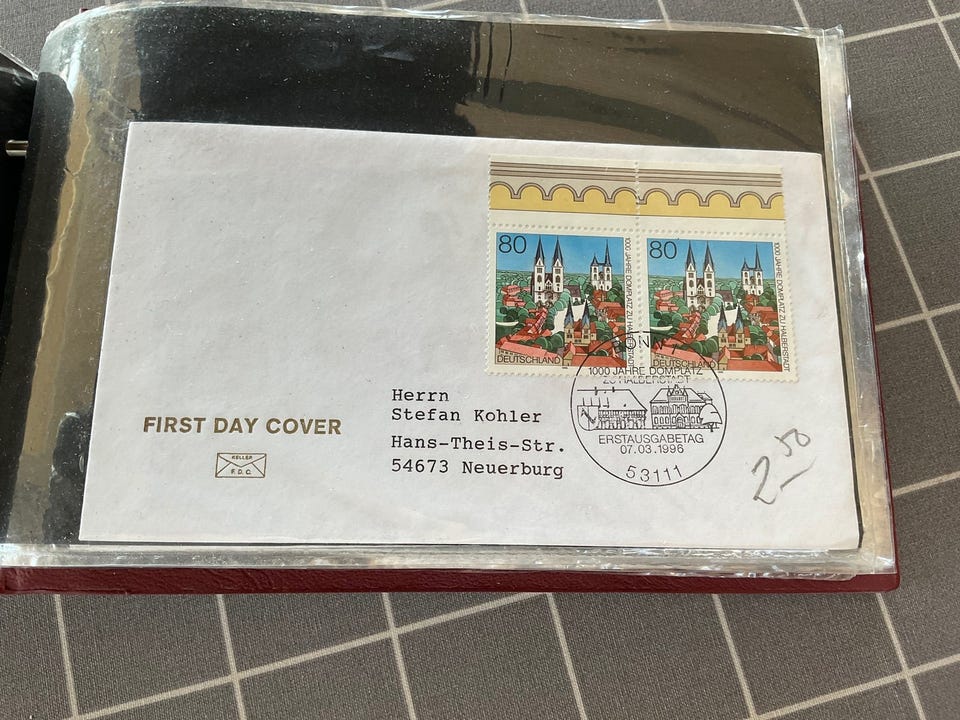 80
1000 JAHRE DOMPLATZ ZU HALBERSTADT
DEUTSCHLAND
80
1000 JAHRE DOMPLATZ ZU HALBERSTADT
DEUTSCHLAND
BONN
1000 JAHRE DOMPLATZ
ZU HALBERSTADT
ERSTAUSGABETAG
07.03.1996
53111
Herrn
Stefan Kohler
Hans-Theis-Str.
54673 Neuerburg
FIRST DAY COVER
KELLER
F.D.C.
2 50